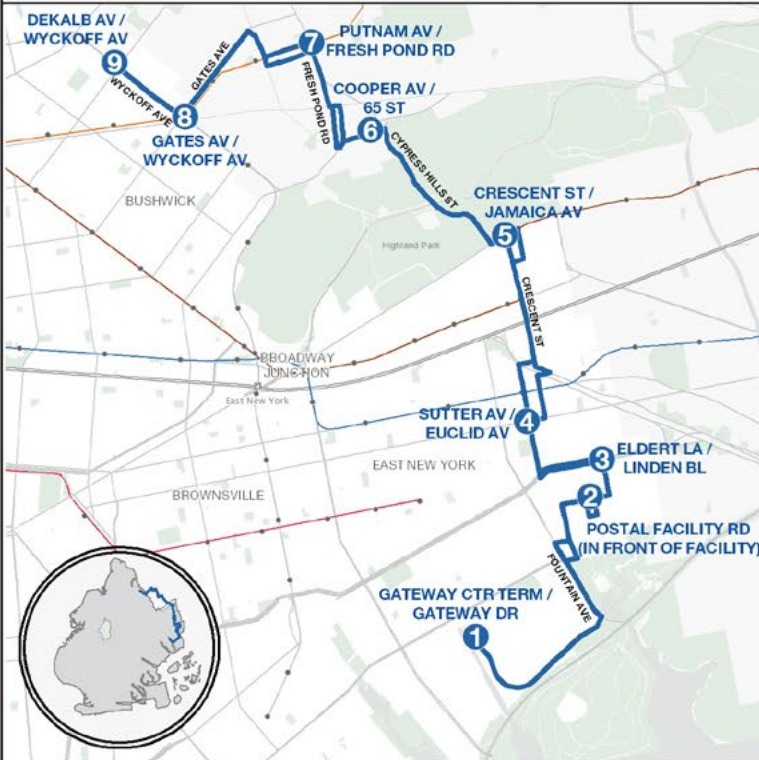 DEKALB AV /
WYCKOFF AV
9
WYCKOFF AVE
GATES AVE
8
GATES AV /
WYCKOFF AV
7
PUTNAM AV /
FRESH POND RD
FRESH POND RD
COOPER AV /
65 ST
6
CYPRESS HILLS ST
BUSHWICK
CRESCENT ST /
JAMAICA AV
5
Highland Park
CRESCENT ST
BROADWAY
JUNCTION
East New York
SUTTER AV /
EUCLID AV
4
EAST NEW YORK
ELDERT LA /
LINDEN BL
3
BROWNSVILLE
2
POSTAL FACILITY RD
(IN FRONT OF FACILITY)
FOUNTAIN AVE
GATEWAY CTR TERM /
GATEWAY DR
1